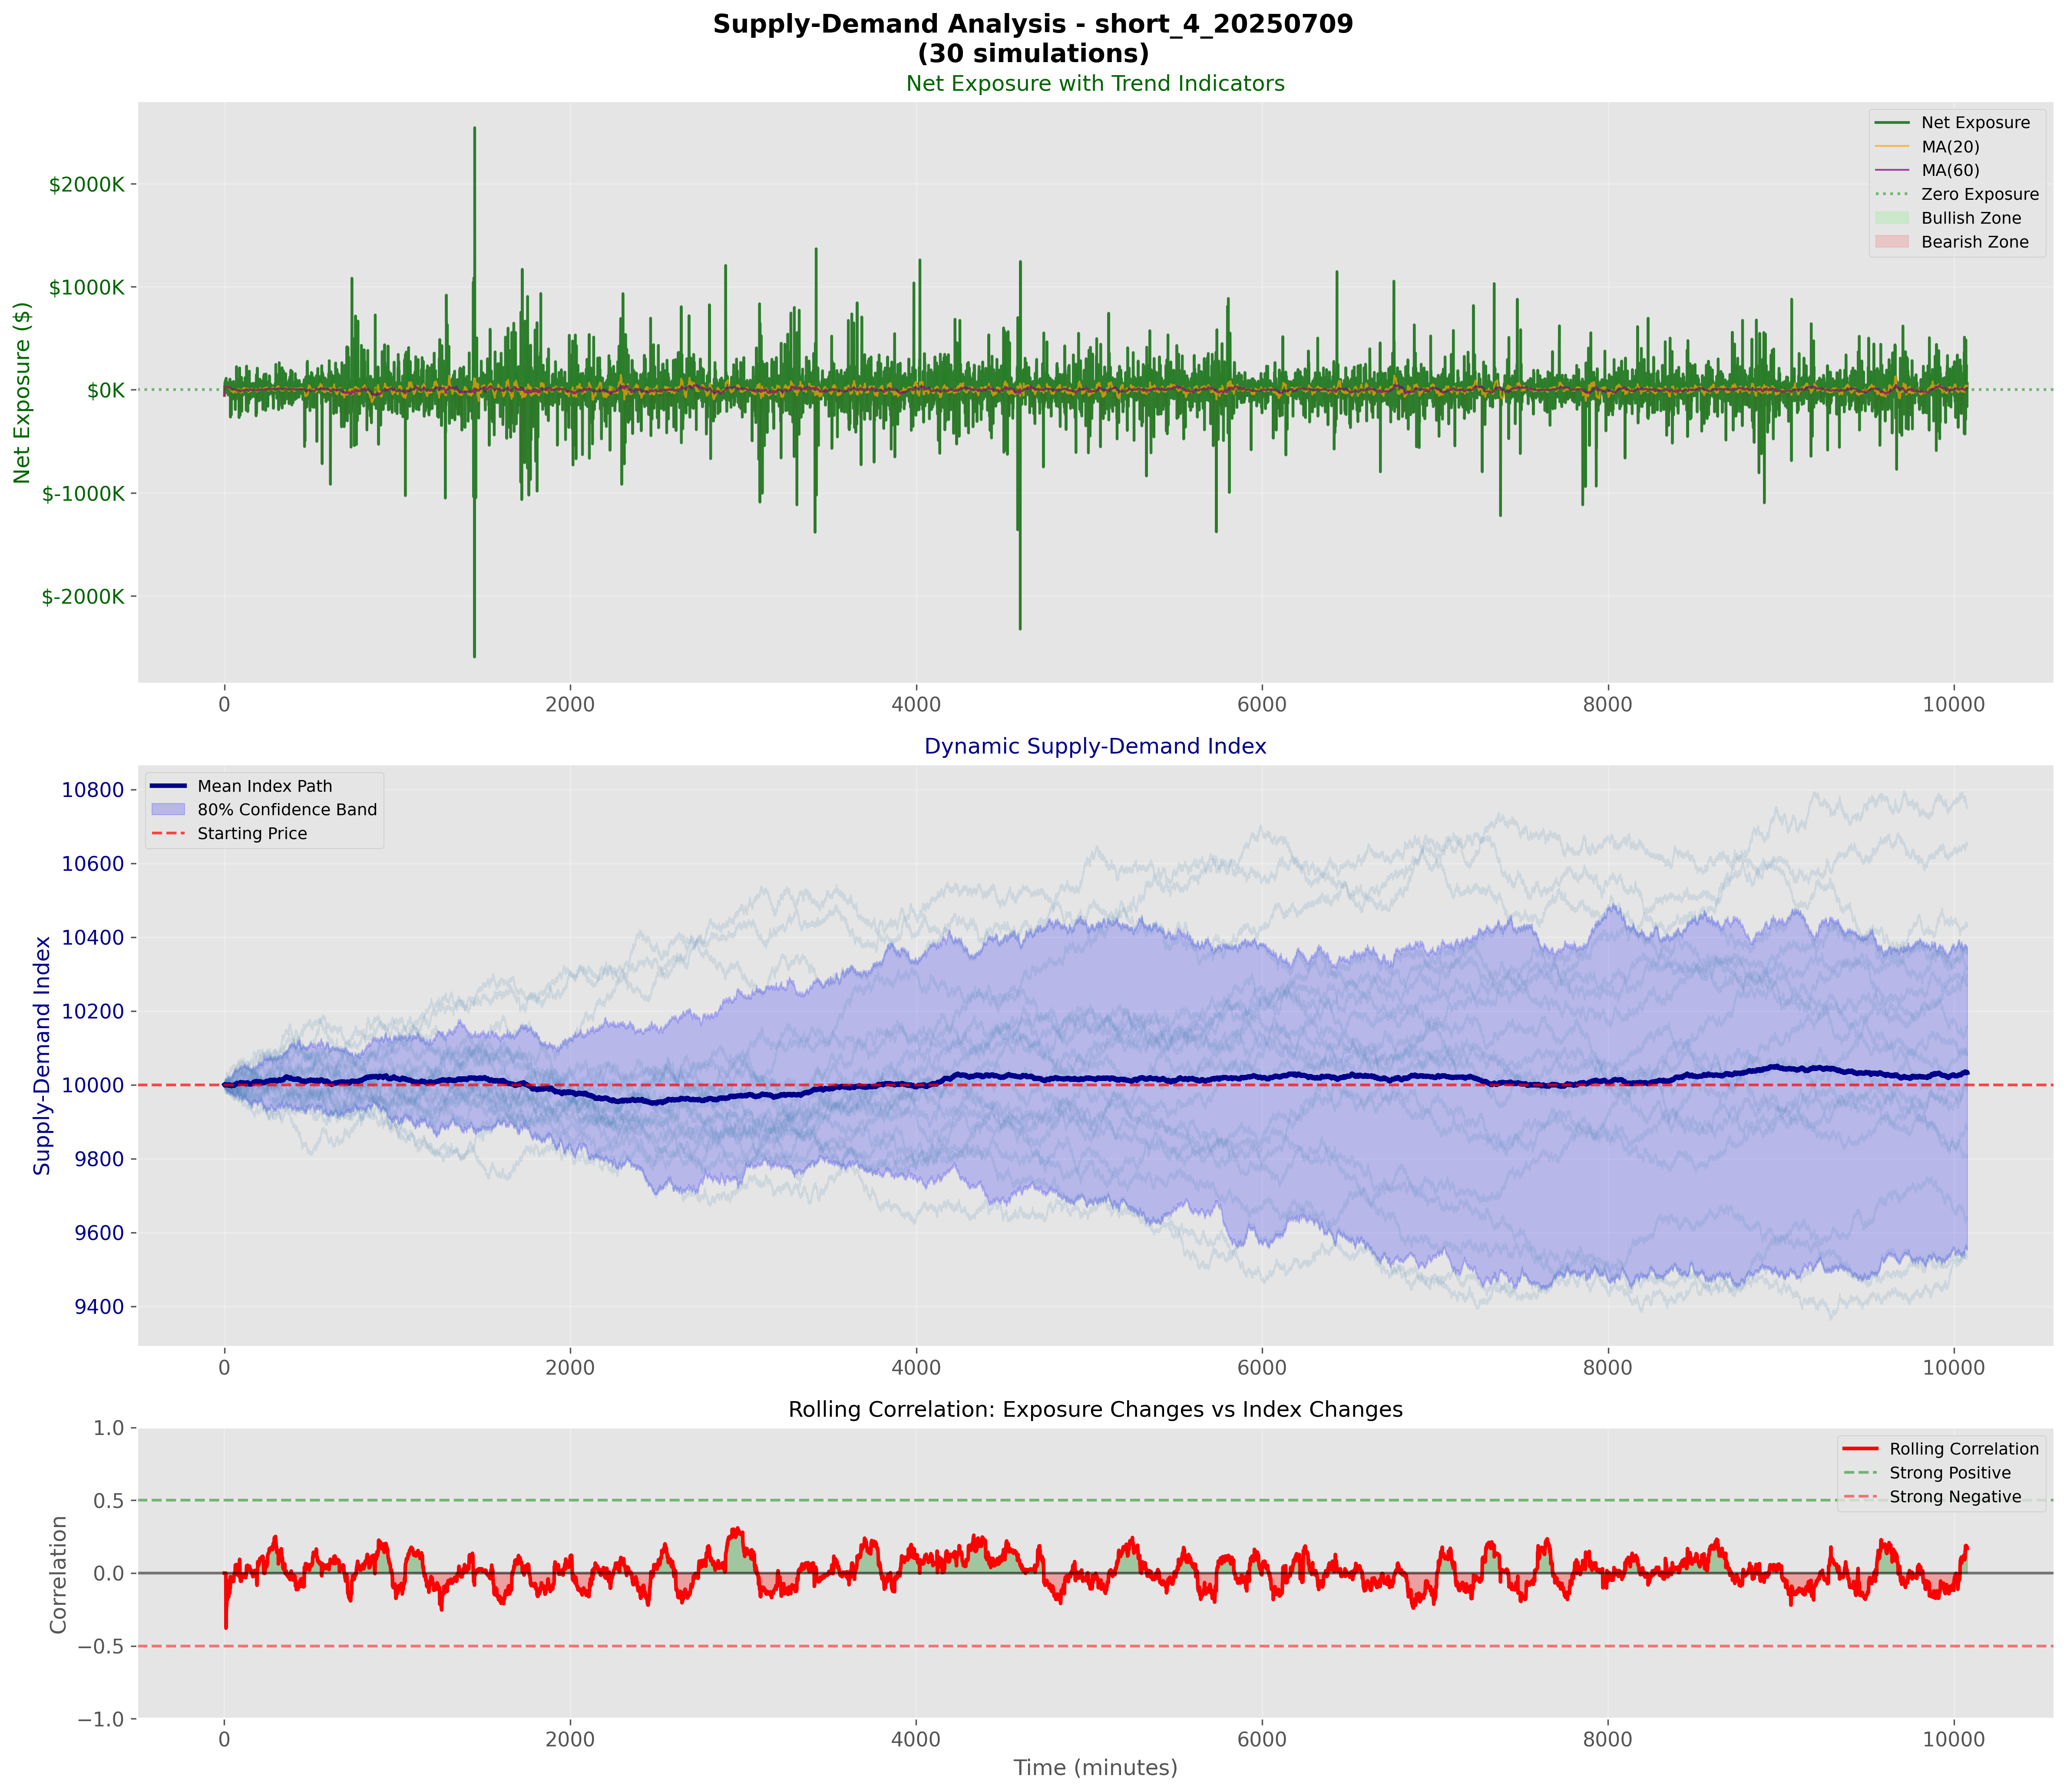 Supply-Demand Analysis - short_4_20250709
(30 simulations)
Net Exposure with Trend Indicators
Net Exposure ($)
$2000K
$1000K
$0K
$-1000K
$-2000K
Net Exposure
MA(20)
MA(60)
Zero Exposure
Bullish Zone
Bearish Zone
0 2000 4000 6000 8000 10000
Dynamic Supply-Demand Index
Supply-Demand Index
10800
10600
10400
10200
10000
9800
9600
9400
Mean Index Path
80% Confidence Band
Starting Price
0 2000 4000 6000 8000 10000
Rolling Correlation: Exposure Changes vs Index Changes
Correlation
1.0
0.5
0.0
−0.5
−1.0
Rolling Correlation
Strong Positive
Strong Negative
0 2000 4000 6000 8000 10000
Time (minutes)